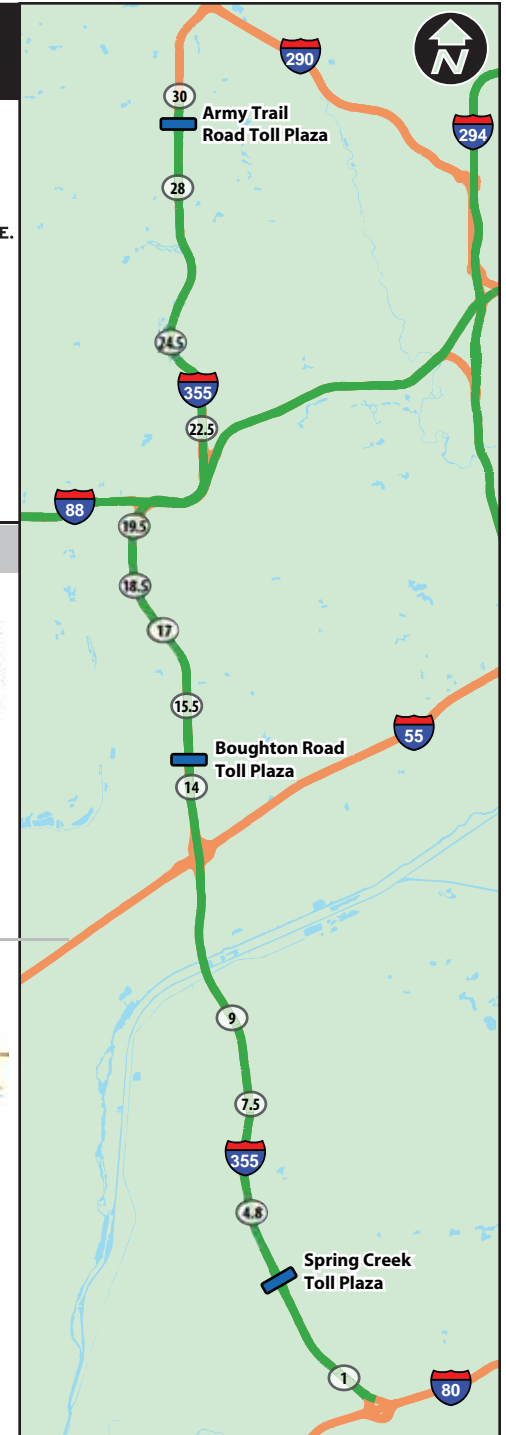 290
N
30
Army Trail
Road Toll Plaza
294
28
E.
24.5
355
22.5
88
19.5
18.5
17
15.5
55
Boughton Road
Toll Plaza
14
9
7.5
355
4.8
Spring Creek
Toll Plaza
1
80